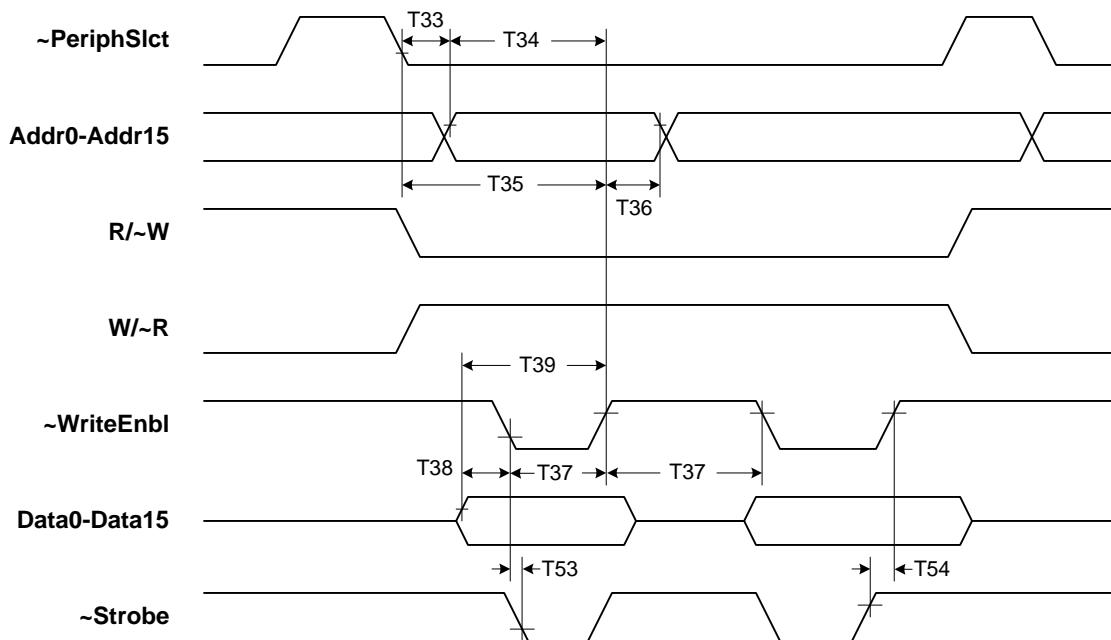 T33
~PeriphSlct
T34
Addr0-Addr15
T35
T36
R/~W
W/~R
T39
~WriteEnbl
T38
T37
T37
Data0-Data15
T53
T54
~Strobe